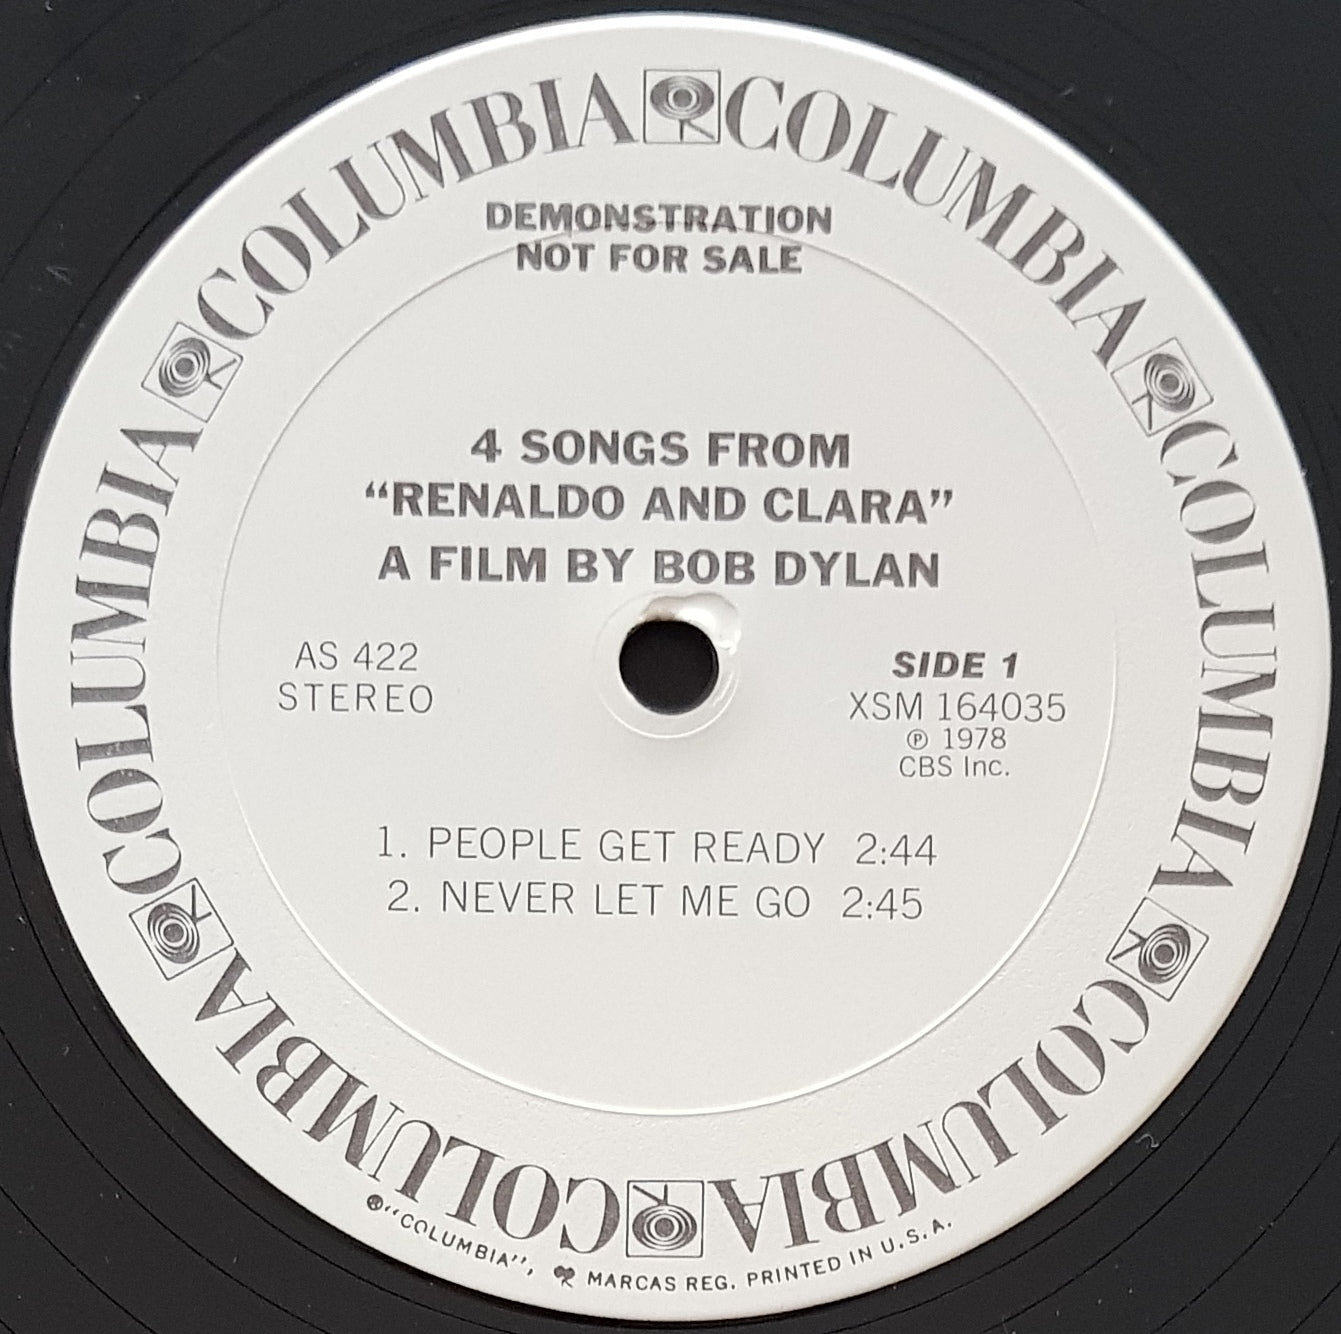 COLUMBIA COLUMBIA COLUMBIA COLUMBIA COLUMBIA COLUMBIA
DEMONSTRATION
NOT FOR SALE
4 SONGS FROM
“RENALDO AND CLARA”
A FILM BY BOB DYLAN
AS 422
STEREO
SIDE 1
XSM 164035
℗ 1978
CBS Inc.
1. PEOPLE GET READY 2:44
2. NEVER LET ME GO 2:45
® “COLUMBIA”, MARCAS REG. PRINTED IN U.S.A.